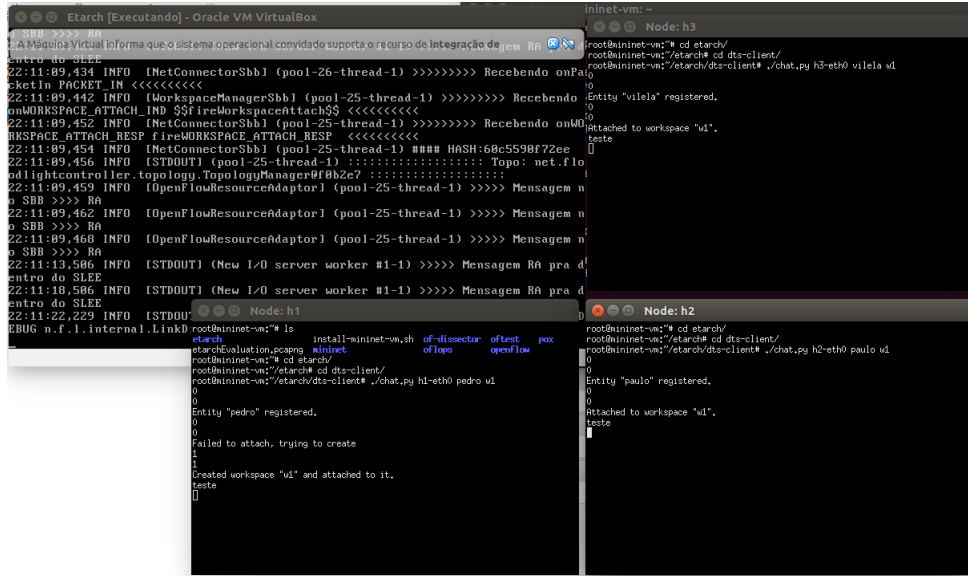 Etarch [Executando] - Oracle VM VirtualBox
o SBB >>>> RA
A Máquina Virtual informa que o sistema operacional convidado suporta o recurso de integração de
entro do SLEE
22:11:09,434 INFO [NetConnectorSbb] (pool-26-thread-1) >>>>>>>>> Recebendo onPa
cketIn PACKET_IN <<<<<<<<<<
22:11:09,442 INFO [WorkspaceManagerSbb] (pool-25-thread-1) >>>>>>>>> Recebendo
onWORKSPACE_ATTACH_IND $$fireWorkspaceAttach$$ <<<<<<<<<<
22:11:09,452 INFO [NetConnectorSbb] (pool-25-thread-1) >>>>>>>>> Recebendo onWO
RKSPACE_ATTACH_RESP fireWORKSPACE_ATTACH_RESP <<<<<<<<<<
22:11:09,454 INFO [NetConnectorSbb] (pool-25-thread-1) #### HASH:60c5590f72ee
22:11:09,456 INFO [STDOUT] (pool-25-thread-1) ::::::::::::::::::: Topo: net.flo
odlightcontroller.topology.TopologyManager@f0b2e7 :::::::::::::::::::
22:11:09,459 INFO [OpenFlowResourceAdaptor] (pool-25-thread-1) >>>>> Mensagem n
o SBB >>>> RA
22:11:09,462 INFO [OpenFlowResourceAdaptor] (pool-25-thread-1) >>>>> Mensagem n
o SBB >>>> RA
22:11:09,468 INFO [OpenFlowResourceAdaptor] (pool-25-thread-1) >>>>> Mensagem n
o SBB >>>> RA
22:11:13,506 INFO [STDOUT] (New I/O server worker #1-1) >>>>> Mensagem RA pra d
entro do SLEE
22:11:18,506 INFO [STDOUT] (New I/O server worker #1-1) >>>>> Mensagem RA pra d
entro do SLEE
22:11:22,229 INFO [STDOU
EBUG n.f.l.internal.LinkD
ininet-vm: ~
Node: h3
root@mininet-vm:~# cd etarch/
root@mininet-vm:~/etarch# cd dts-client/
root@mininet-vm:~/etarch/dts-client# ./chat.py h3-eth0 vilela w1
0
0
Entity "vilela" registered.
0
0
Attached to workspace "w1".
teste
Node: h1
root@mininet-vm:~# ls
etarch install-mininet-vm.sh of-dissector oftest pox
etarchEvaluation.pcapng mininet oflops openflow
root@mininet-vm:~# cd etarch/
root@mininet-vm:~/etarch# cd dts-client/
root@mininet-vm:~/etarch/dts-client# ./chat.py h1-eth0 pedro w1
0
0
Entity "pedro" registered.
0
0
Failed to attach, trying to create
1
1
Created workspace "w1" and attached to it.
teste
Node: h2
root@mininet-vm:~# cd etarch/
root@mininet-vm:~/etarch# cd dts-client/
root@mininet-vm:~/etarch/dts-client# ./chat.py h2-eth0 paulo w1
0
0
Entity "paulo" registered.
0
0
Attached to workspace "w1".
teste